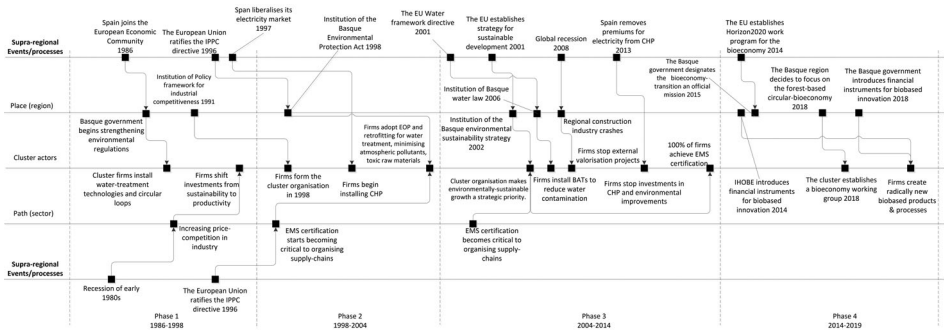 Supra-regional
Events/processes
Spain joins the
European Economic
Community
1986
The European Union
ratifies the IPPC
directive 1996
Span liberalises its
electricity market
1997
Institution of the
Basque
Environmental
Protection Act 1998
The EU Water
framework directive
2001
The EU establishes
strategy for
sustainable
development 2001
Global recession
2008
Spain removes
premiums for
electricity from CHP
2013
The EU establishes
Horizon2020 work
program for the
bioeconomy 2014
Place (region)
Institution of Policy
framework for
industrial
competitiveness 1991
Institution of Basque
water law 2006
The Basque
government designates
the bioeconomy-
transition an official
mission 2015
The Basque region
decides to focus on
the forest-based
circular-bioeconomy
2018
The Basque government
introduces financial
instruments for biobased
innovation 2018
Cluster actors
Basque government
begins strengthening
environmental
regulations
Firms adopt EOP and
retrofitting for water
treatment, minimising
atmospheric pollutants,
toxic raw materials
Institution of the
Basque environmental
sustainability strategy
2002
Regional construction
industry crashes
Firms stop external
valorisation projects
100% of firms
achieve EMS
certification
Path (sector)
Cluster firms install
water-treatment
technologies and circular
loops
Firms shift
investments from
sustainability to
productivity
Firms form the
cluster organisation
in 1998
Firms begin
installing CHP
Cluster organisation makes
environmentally-sustainable
growth a strategic priority.
Firms install BATs to
reduce water
contamination
Firms stop investments in
CHP and environmental
improvements
IHOBE introduces
financial instruments
for biobased
innovation 2014
The cluster establishes
a bioeconomy working
group 2018
Firms create
radically new
biobased products
& processes
Supra-regional
Events/processes
Increasing price-
competition in
industry
EMS certification
starts becoming
critical to organising
supply-chains
EMS certification
becomes critical to
organising supply-
chains
Recession of early
1980s
The European Union
ratifies the IPPC
directive 1996
Phase 1
1986-1998
Phase 2
1998-2004
Phase 3
2004-2014
Phase 4
2014-2019